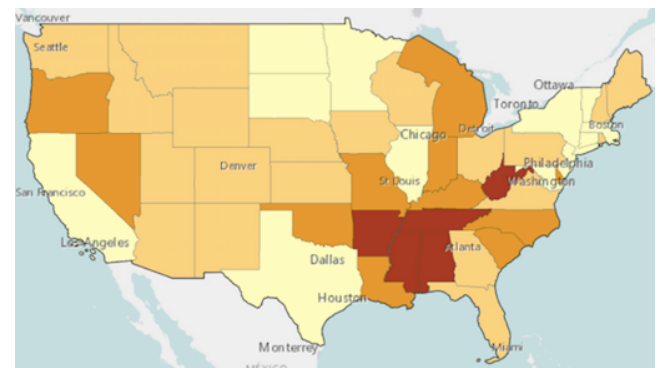 Vancouver
Seattle
Ottawa
Toronto
Boston
Chicago
Detroit
Philadelphia
Denver
St Louis
Washington
San Francisco
Los Angeles
Atlanta
Dallas
Houston
Monterrey
Miami
MÉXICO